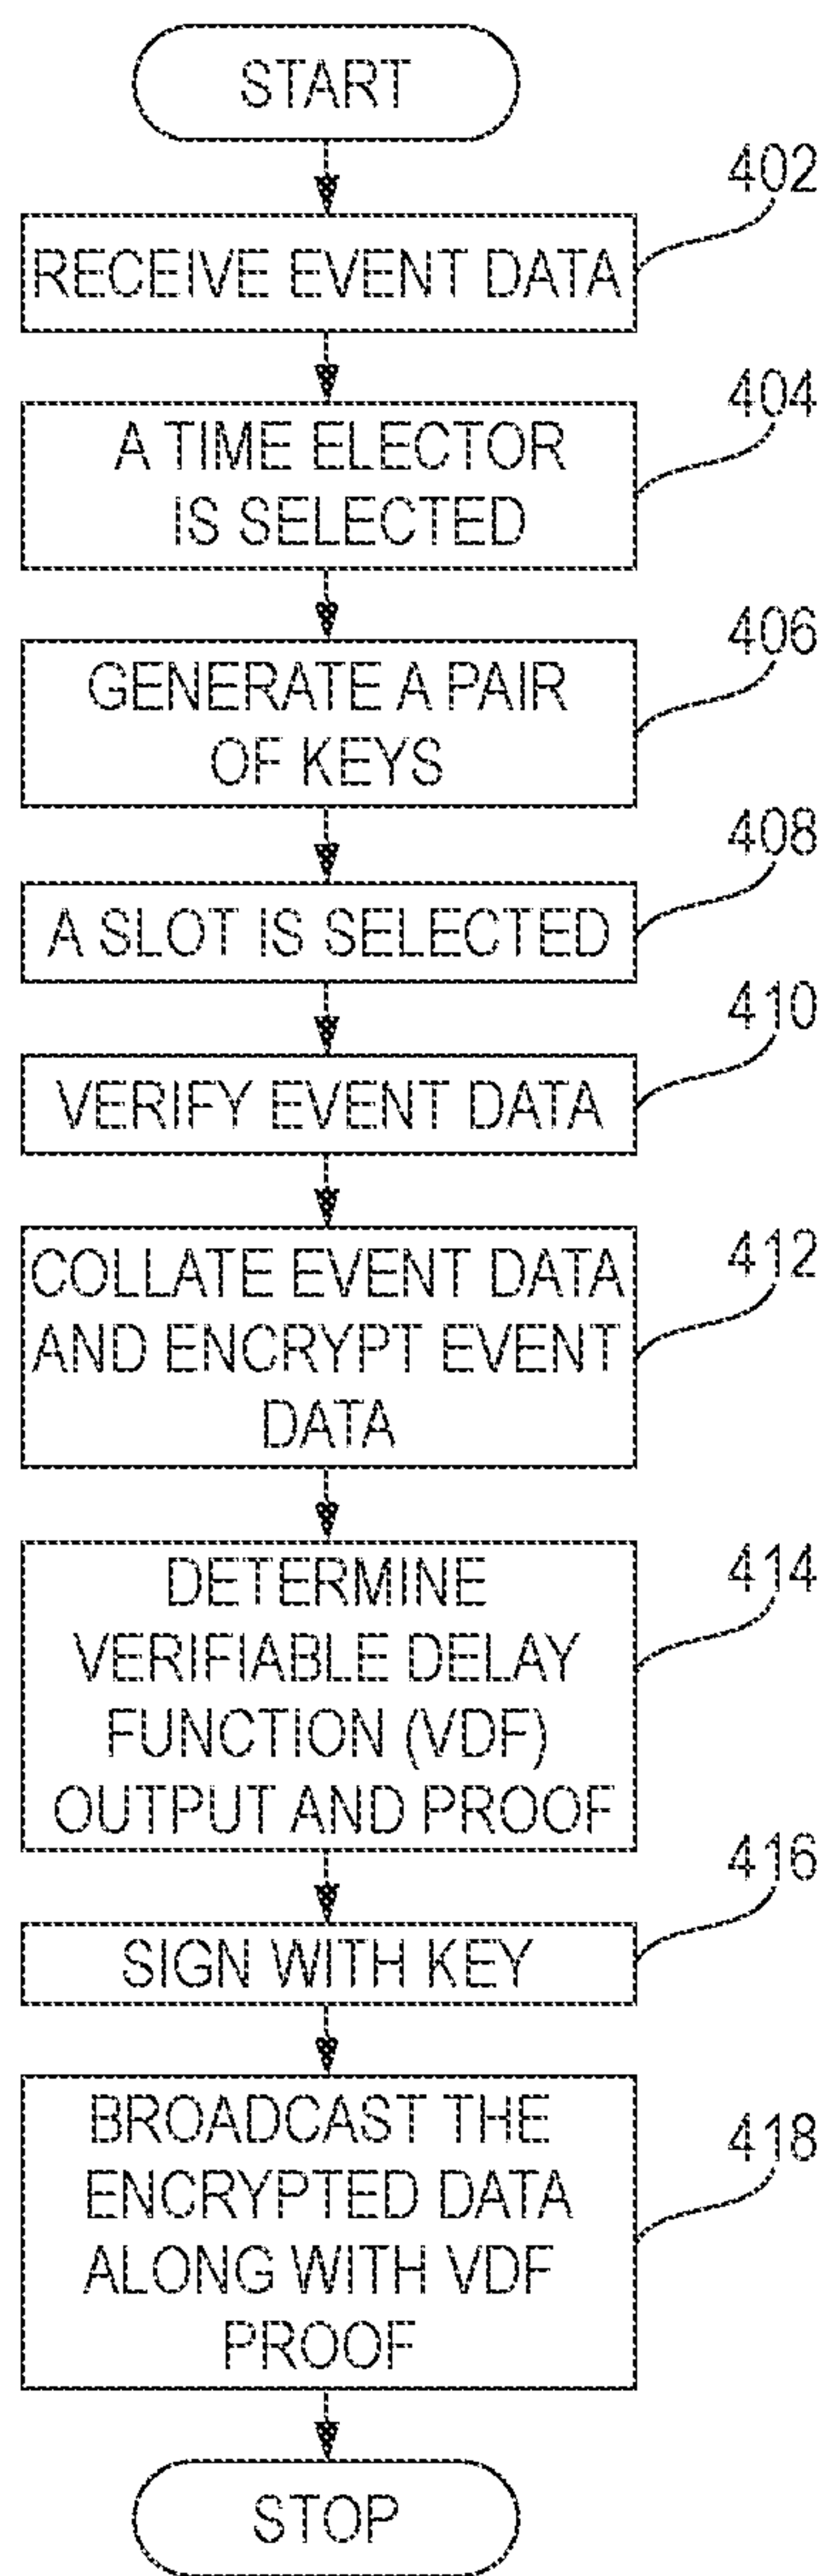 START
402
RECEIVE EVENT DATA
404
A TIME ELECTOR
IS SELECTED
406
GENERATE A PAIR
OF KEYS
408
A SLOT IS SELECTED
410
VERIFY EVENT DATA
412
COLLATE EVENT DATA
AND ENCRYPT EVENT
DATA
414
DETERMINE
VERIFIABLE DELAY
FUNCTION (VDF)
OUTPUT AND PROOF
416
SIGN WITH KEY
418
BROADCAST THE
ENCRYPTED DATA
ALONG WITH VDF
PROOF
STOP